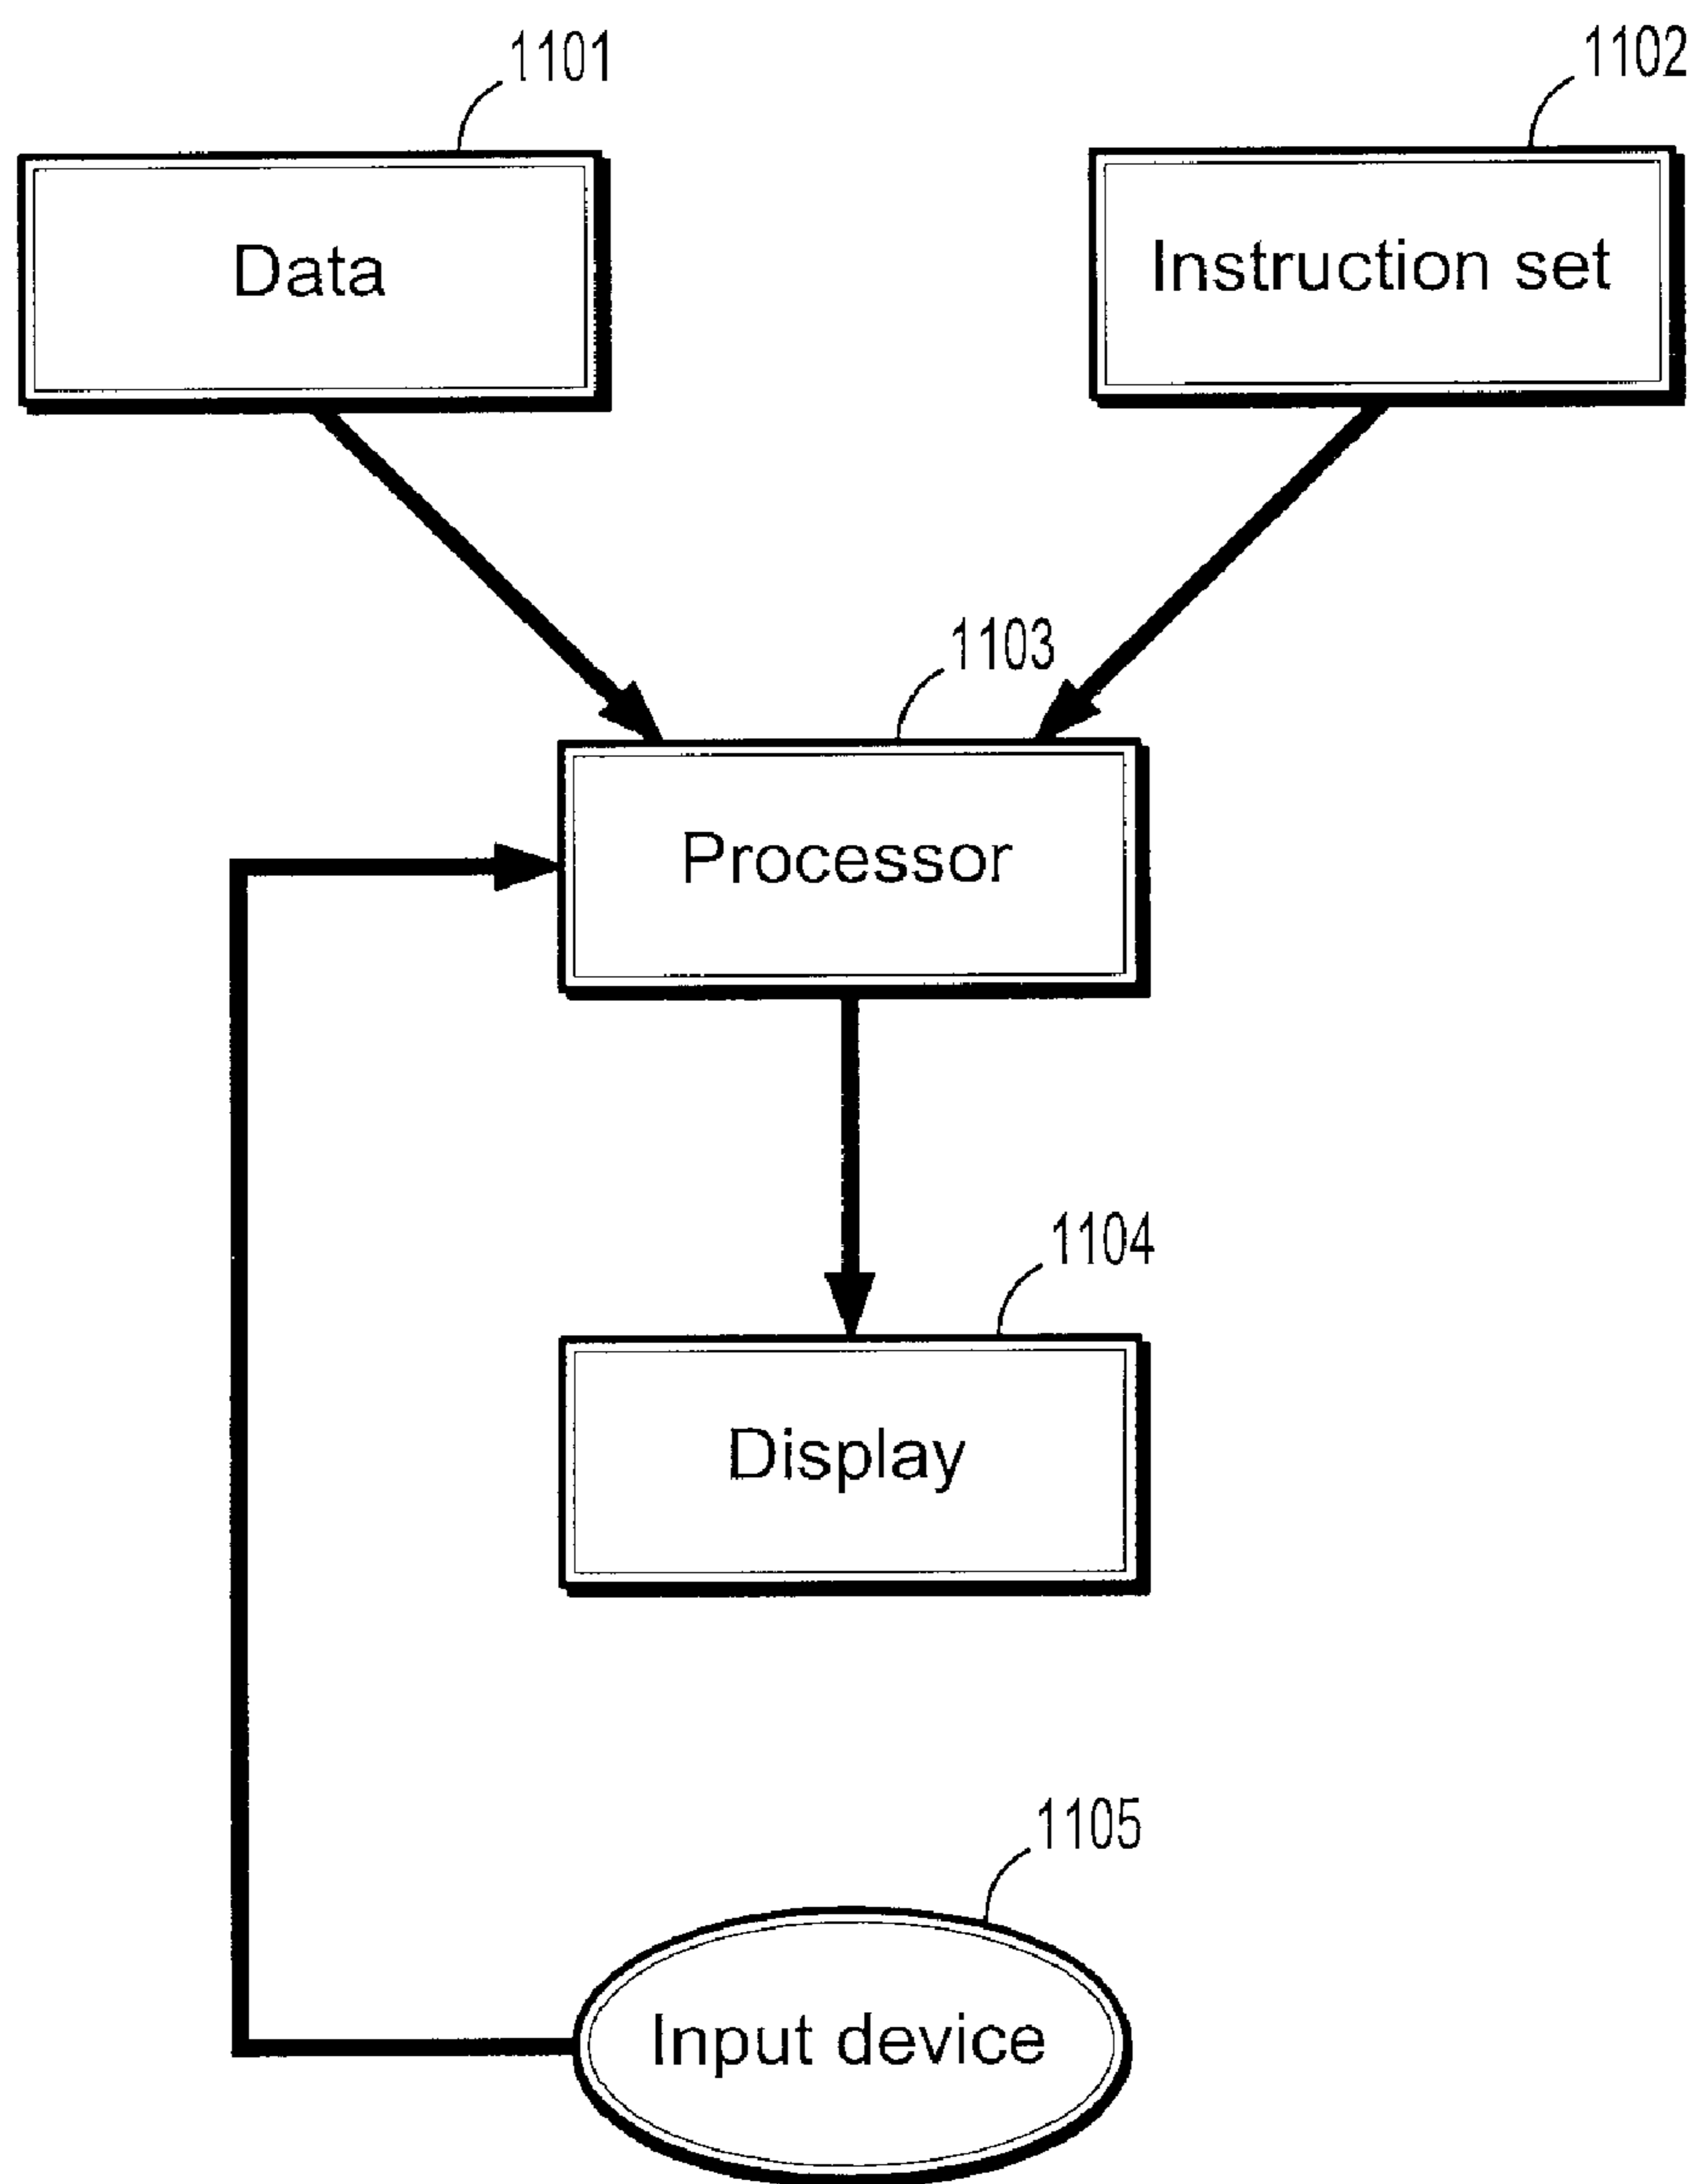 1101
1102
Data
Instruction set
1103
Processor
1104
Display
1105
Input device